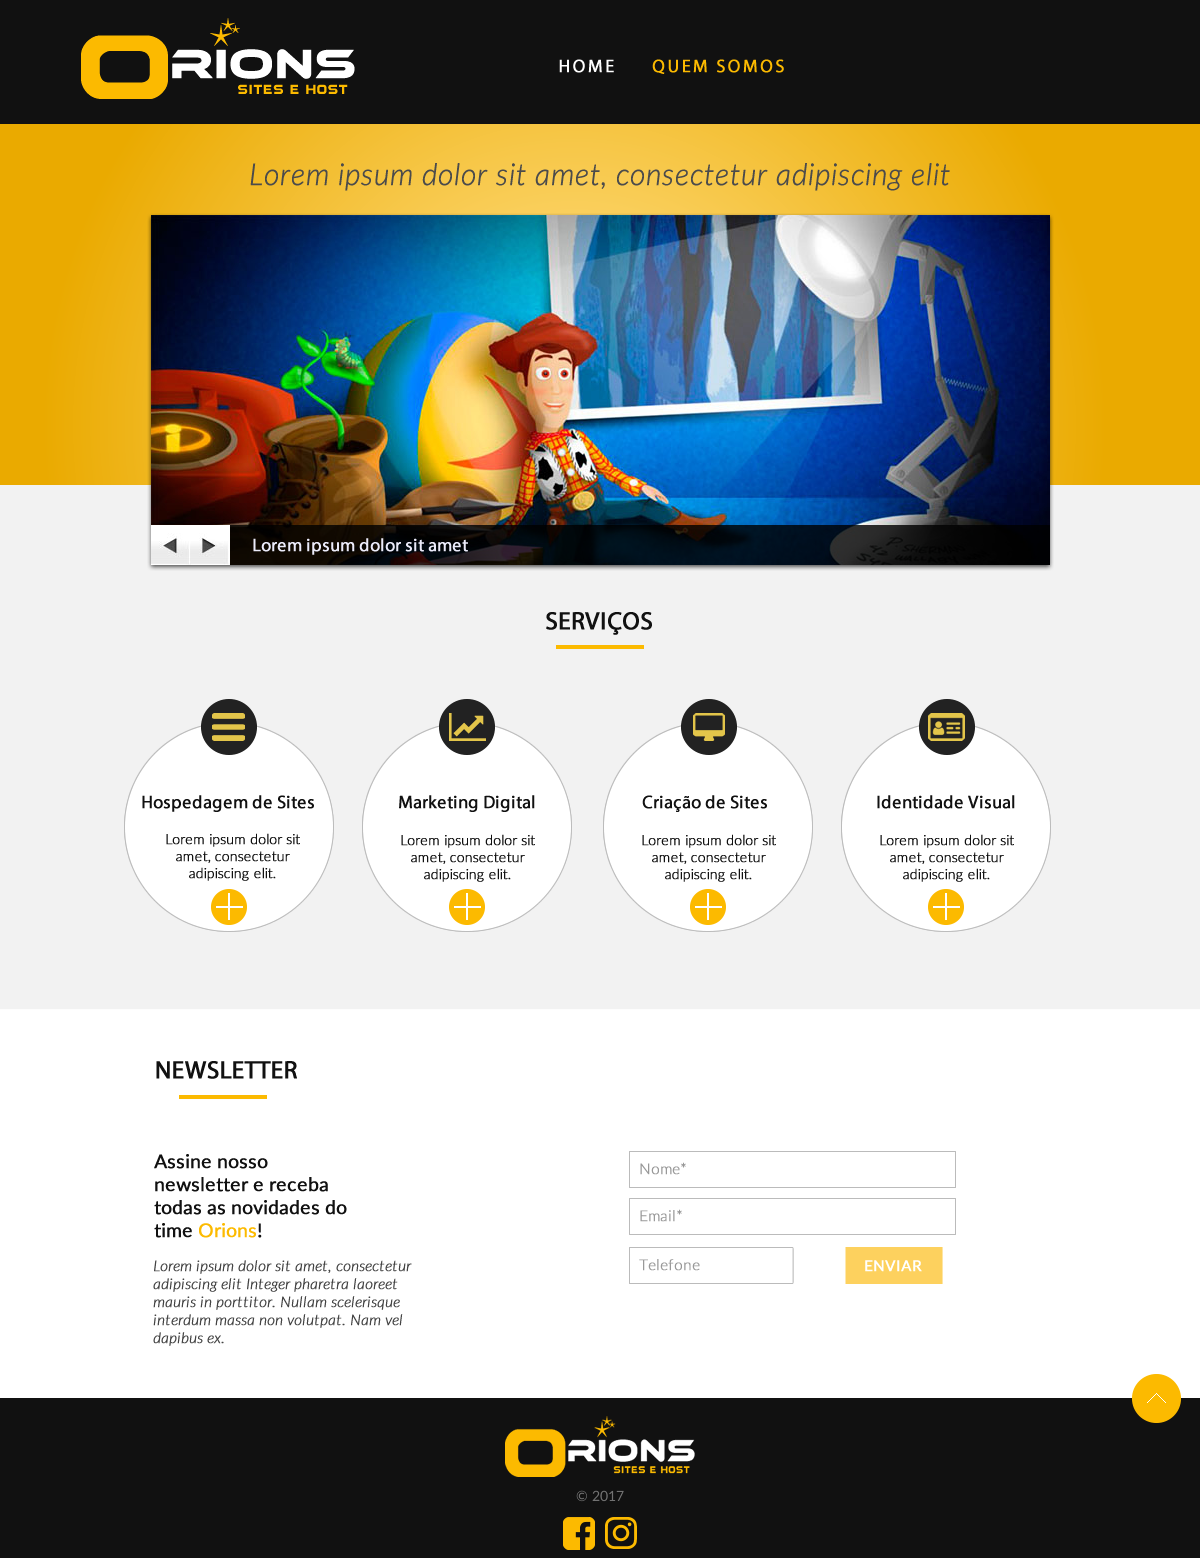 ORIONS
SITES E HOST
HOME QUEM SOMOS
Lorem ipsum dolor sit amet, consectetur adipiscing elit
Lorem ipsum dolor sit amet
SERVIÇOS
Hospedagem de Sites
Lorem ipsum dolor sit
amet, consectetur
adipiscing elit.
Marketing Digital
Lorem ipsum dolor sit
amet, consectetur
adipiscing elit.
Criação de Sites
Lorem ipsum dolor sit
amet, consectetur
adipiscing elit.
Identidade Visual
Lorem ipsum dolor sit
amet, consectetur
adipiscing elit.
NEWSLETTER
Assine nosso
newsletter e receba
todas as novidades do
time Orions!
Lorem ipsum dolor sit amet, consectetur
adipiscing elit Integer pharetra laoreet
mauris in porttitor. Nullam scelerisque
interdum massa non volutpat. Nam vel
dapibus ex.
Nome*
Email*
Telefone
ENVIAR
ORIONS
SITES E HOST
© 2017